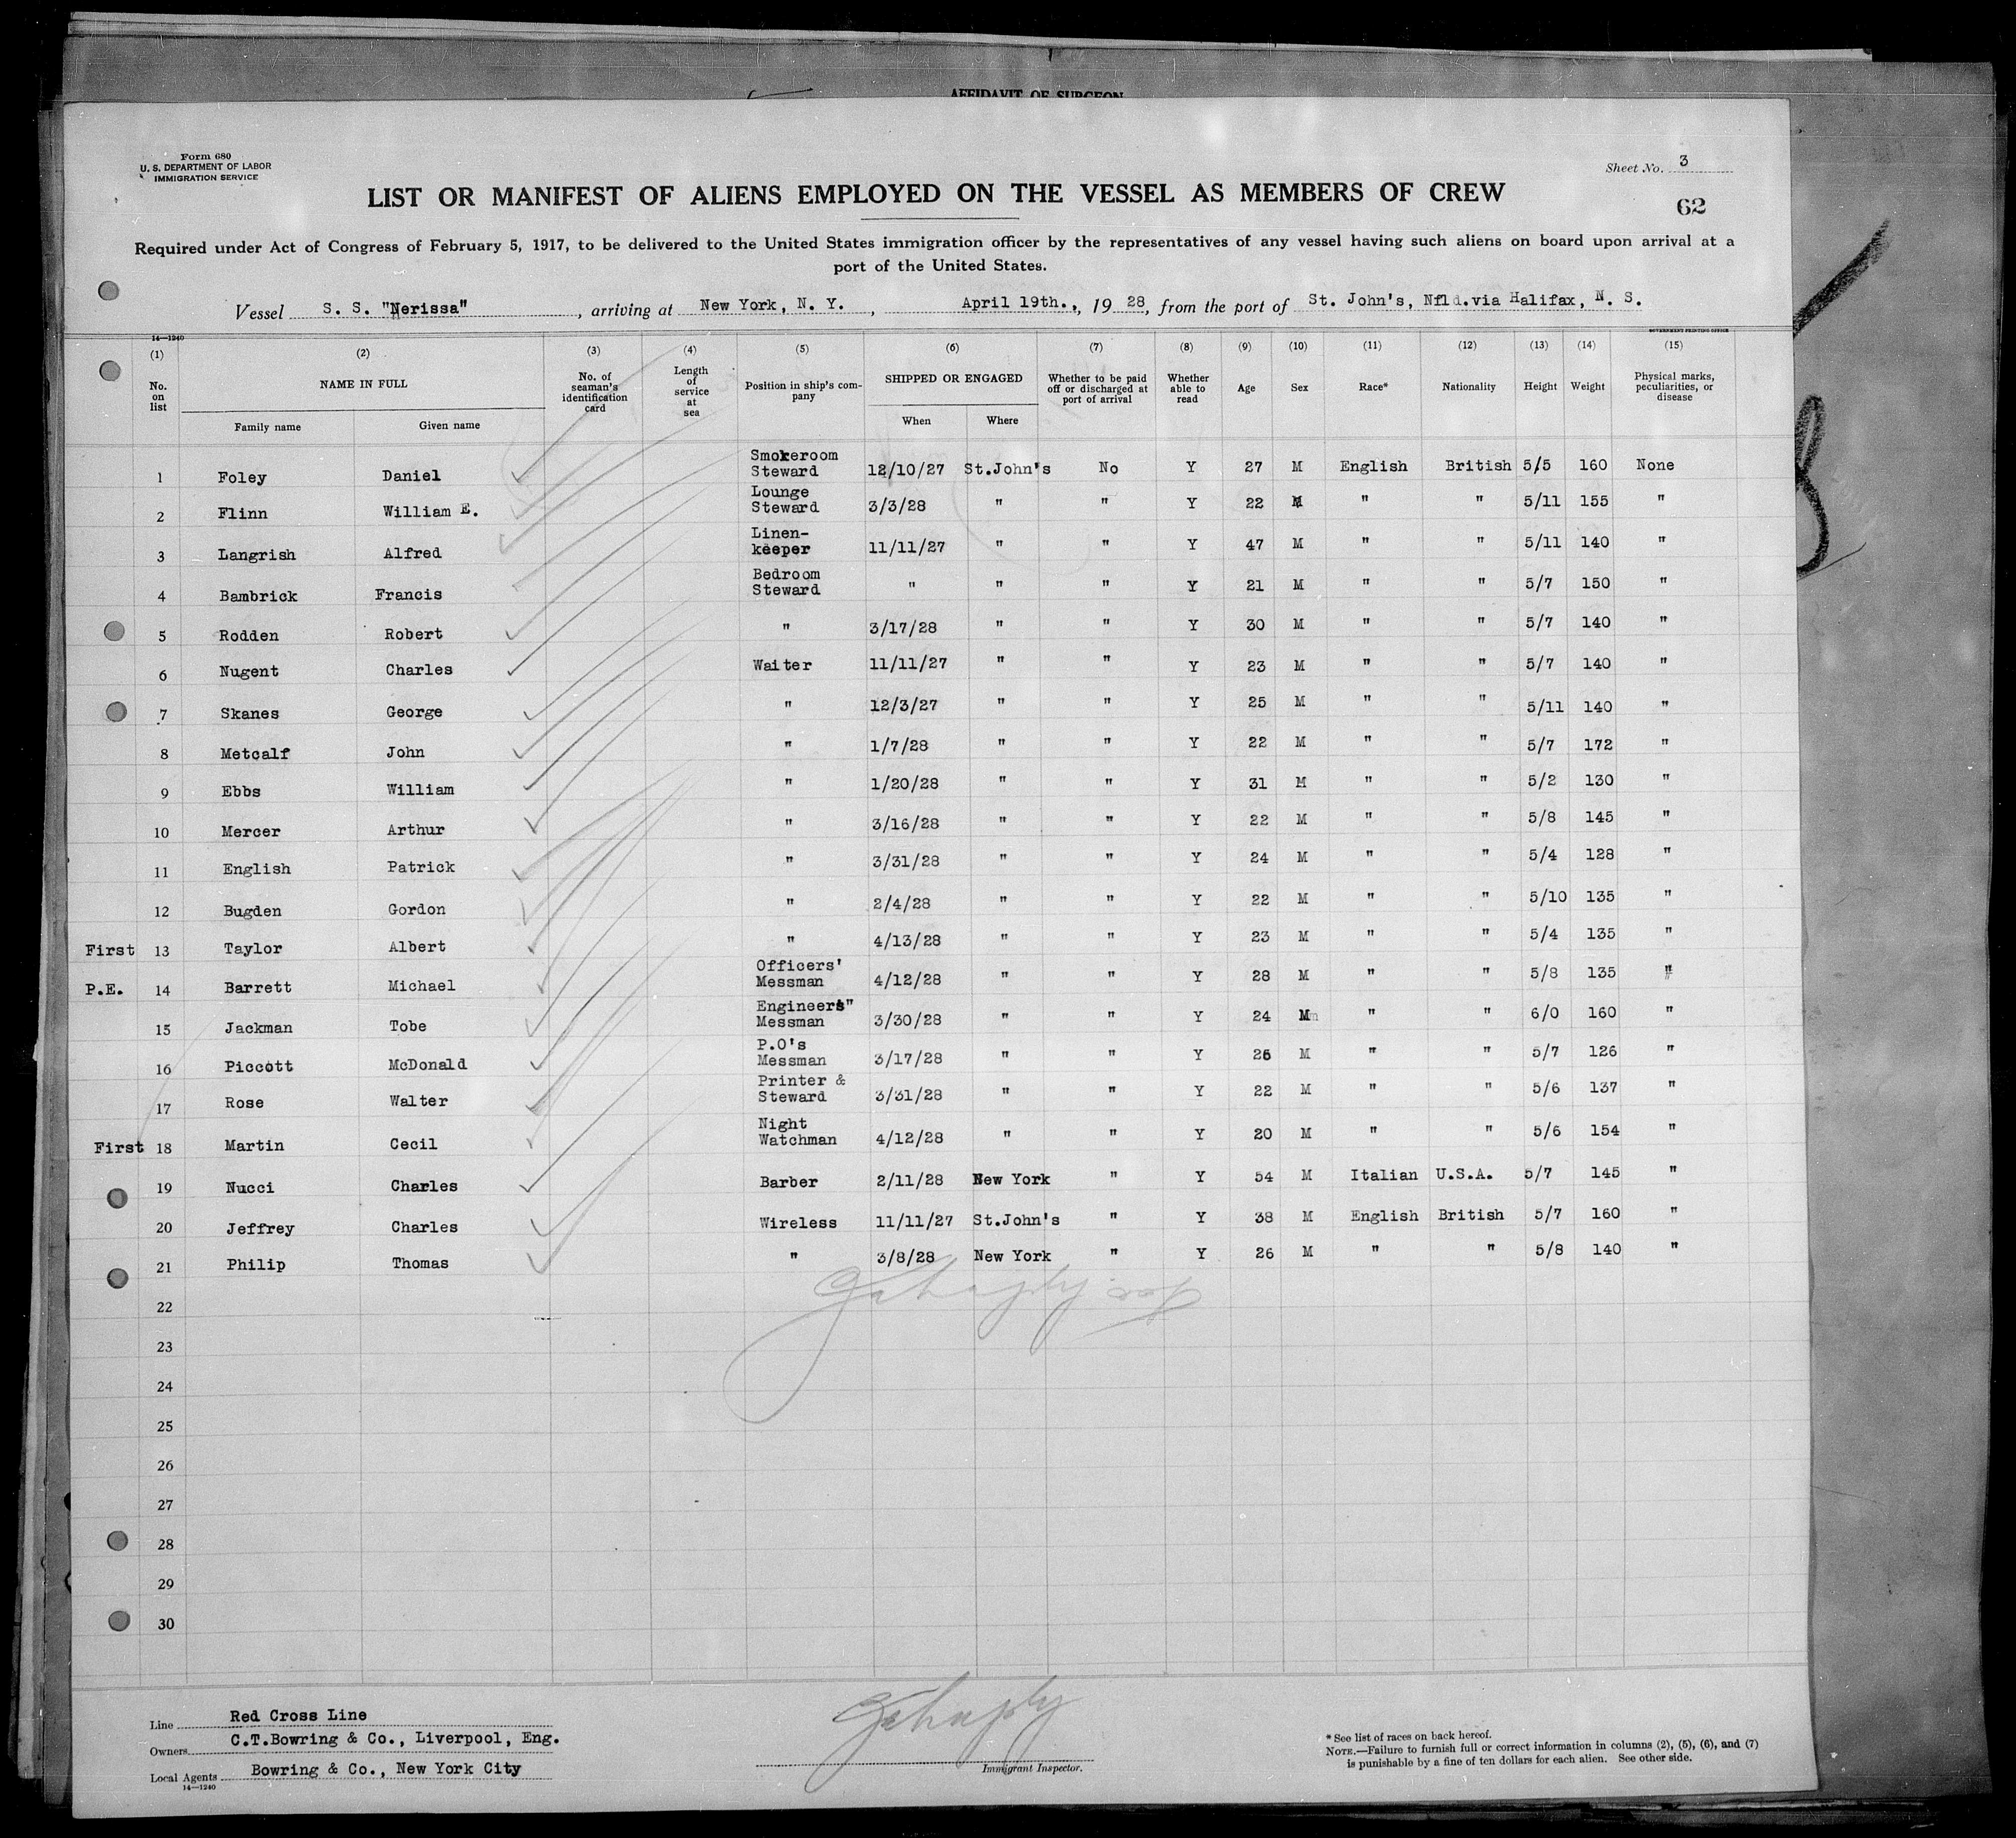 AFFIDAVIT OF SURGEON
Form 680
U. S. DEPARTMENT OF LABOR
IMMIGRATION SERVICE
Sheet No. 3
LIST OR MANIFEST OF ALIENS EMPLOYED ON THE VESSEL AS MEMBERS OF CREW
62
Required under Act of Congress of February 5, 1917, to be delivered to the United States immigration officer by the representatives of any vessel having such aliens on board upon arrival at a
port of the United States.
Vessel S. S. "Nerissa", arriving at New York, N. Y., April 19th., 1928, from the port of St. John's, Nfld.via Halifax, N. S.
14—1240 GOVERNMENT PRINTING OFFICE
(1) (2) (3) (4) (5) (6) (7) (8) (9) (10) (11) (12) (13) (14) (15)
No. on list NAME IN FULL No. of seaman's identification card Length of service at sea Position in ship's company SHIPPED OR ENGAGED Whether to be paid off or discharged at port of arrival Whether able to read Age Sex Race* Nationality Height Weight Physical marks, peculiarities, or disease
Family name Given name When Where
1 Foley Daniel Smokeroom Steward 12/10/27 St.John's No Y 27 M English British 5/5 160 None
2 Flinn William E. Lounge Steward 3/3/28 " " Y 22 M " " 5/11 155 "
3 Langrish Alfred Linen-keeper 11/11/27 " " Y 47 M " " 5/11 140 "
4 Bambrick Francis Bedroom Steward " " " Y 21 M " " 5/7 150 "
5 Rodden Robert " 3/17/28 " " Y 30 M " " 5/7 140 "
6 Nugent Charles Waiter 11/11/27 " " Y 23 M " " 5/7 140 "
7 Skanes George " 12/3/27 " " Y 25 M " " 5/11 140 "
8 Metcalf John " 1/7/28 " " Y 22 M " " 5/7 172 "
9 Ebbs William " 1/20/28 " " Y 31 M " " 5/2 130 "
10 Mercer Arthur " 3/16/28 " " Y 22 M " " 5/8 145 "
11 English Patrick " 3/31/28 " " Y 24 M " " 5/4 128 "
12 Bugden Gordon " 2/4/28 " " Y 22 M " " 5/10 135 "
First 13 Taylor Albert " 4/13/28 " " Y 23 M " " 5/4 135 "
P.E. 14 Barrett Michael Officers' Messman 4/12/28 " " Y 28 M " " 5/8 135 "
15 Jackman Tobe Engineers" Messman 3/30/28 " " Y 24 M " " 6/0 160 "
16 Piccott McDonald P.O's Messman 3/17/28 " " Y 26 M " " 5/7 126 "
17 Rose Walter Printer & Steward 3/31/28 " " Y 22 M " " 5/6 137 "
First 18 Martin Cecil Night Watchman 4/12/28 " " Y 20 M " " 5/6 154 "
19 Nucci Charles Barber 2/11/28 New York " Y 54 M Italian U.S.A. 5/7 145 "
20 Jeffrey Charles Wireless 11/11/27 St.John's " Y 38 M English British 5/7 160 "
21 Philip Thomas " 3/8/28 New York " Y 26 M " " 5/8 140 "
22
23
24
25
26
27
28
29
30
Line Red Cross Line
Owners C.T.Bowring & Co., Liverpool, Eng.
Local Agents Bowring & Co., New York City
14—1240
Immigrant Inspector.
* See list of races on back hereof.
NOTE.—Failure to furnish full or correct information in columns (2), (5), (6), and (7)
is punishable by a fine of ten dollars for each alien. See other side.